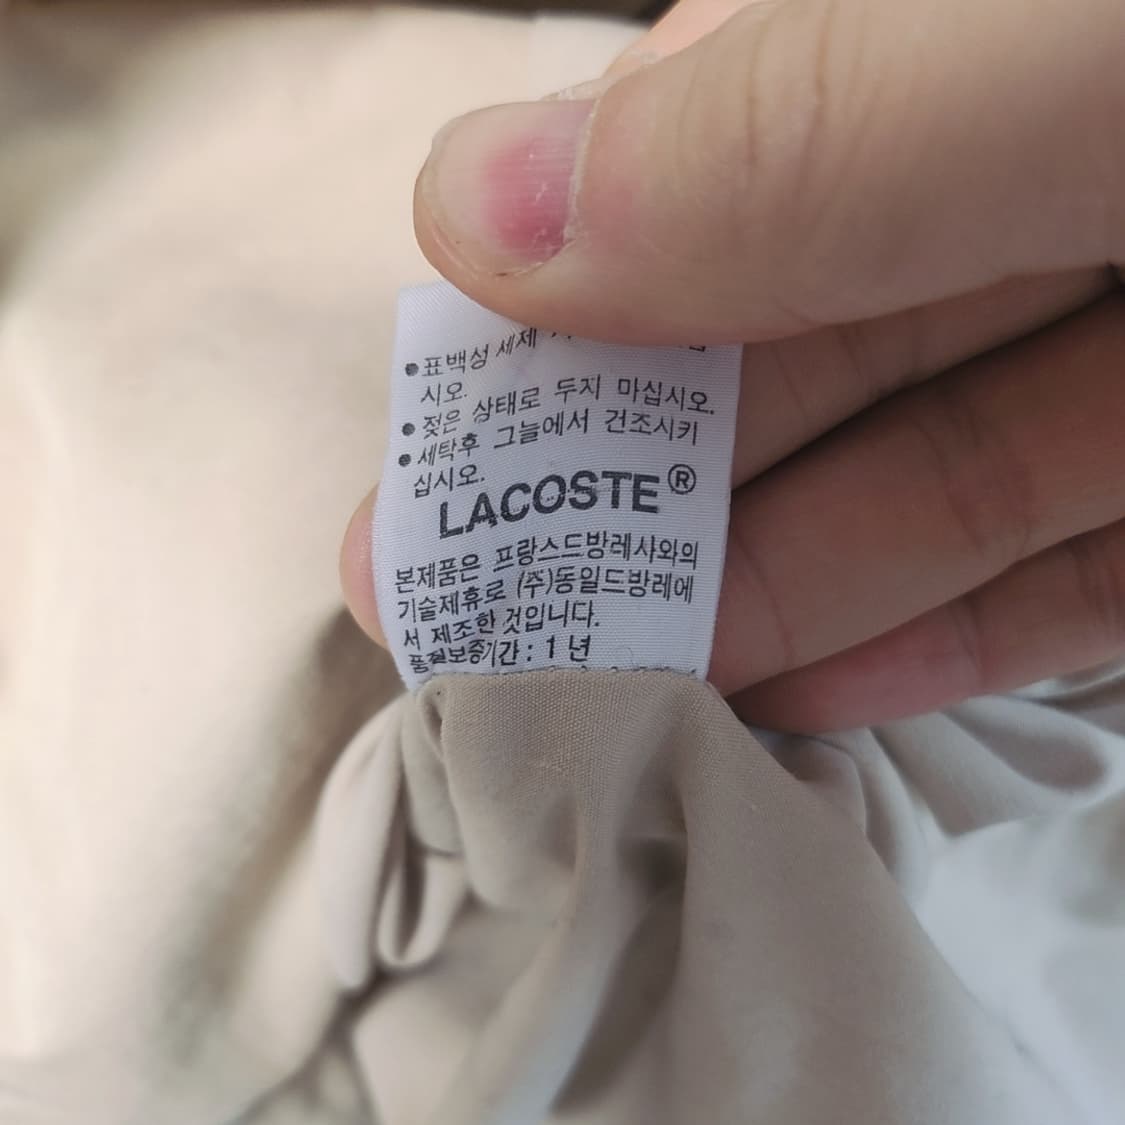 ●표백성 세제
시오.
●젖은 상태로 두지 마십시오.
●세탁후 그늘에서 건조시키
십시오.
LACOSTE®
본제품은 프랑스드방레사와의
기술제휴로 (주)동일드방레에
서 제조한 것입니다.
품질보증기간 : 1 년